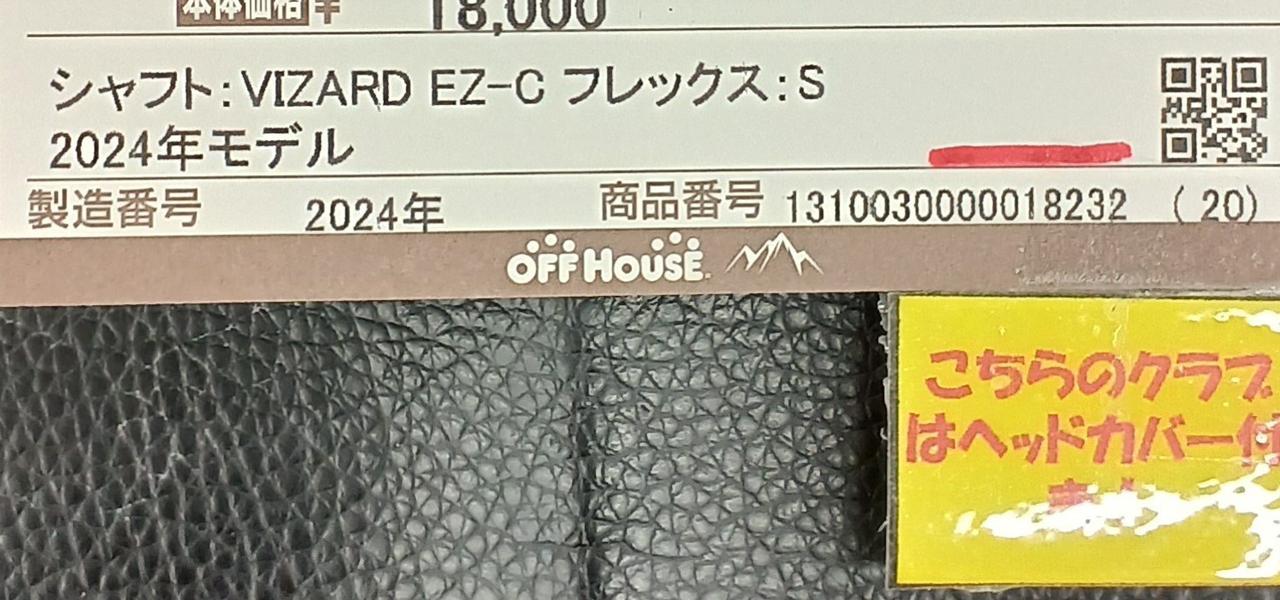 本体価格 ¥ 18,000
シャフト:VIZARD EZ-C フレックス:S
2024年モデル
製造番号 2024年 商品番号 1310030000018232 (20)
OFF HOUSE
こちらのクラブ
はヘッドカバー付